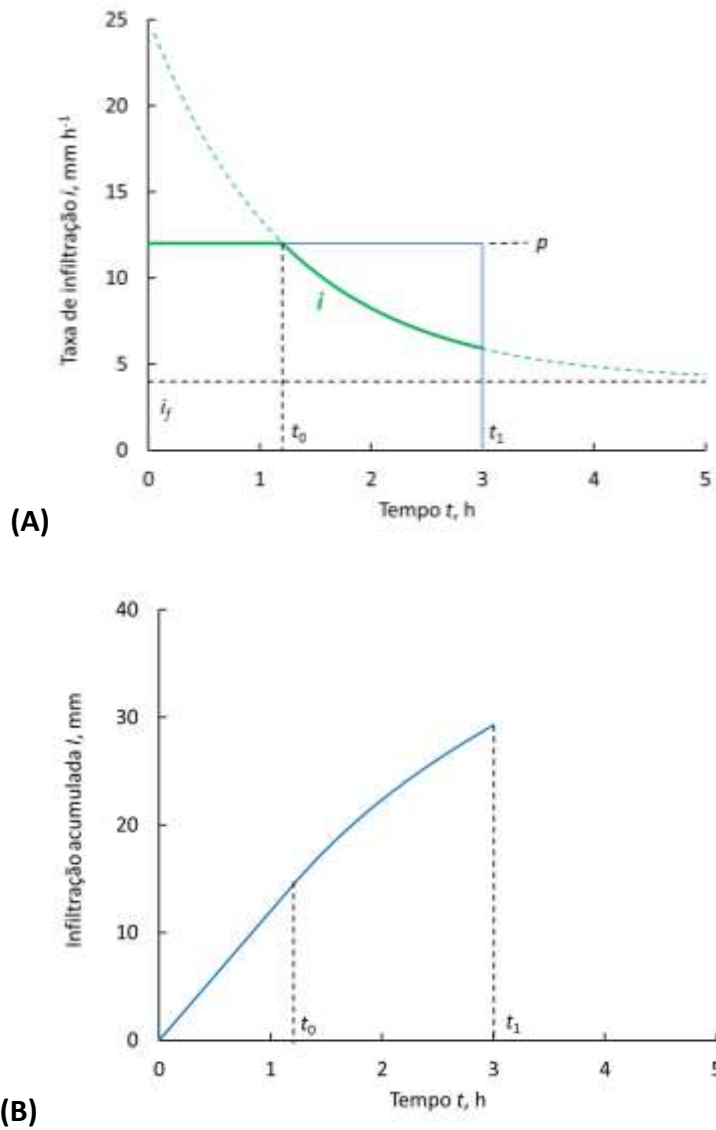 25
20
15
10
5
0
Taxa de infiltração i, mm h⁻¹
p
i
i_f
t₀
t₁
0 1 2 3 4 5
Tempo t, h
(A)
40
30
20
10
0
Infiltração acumulada I, mm
t₀
t₁
0 1 2 3 4 5
Tempo t, h
(B)